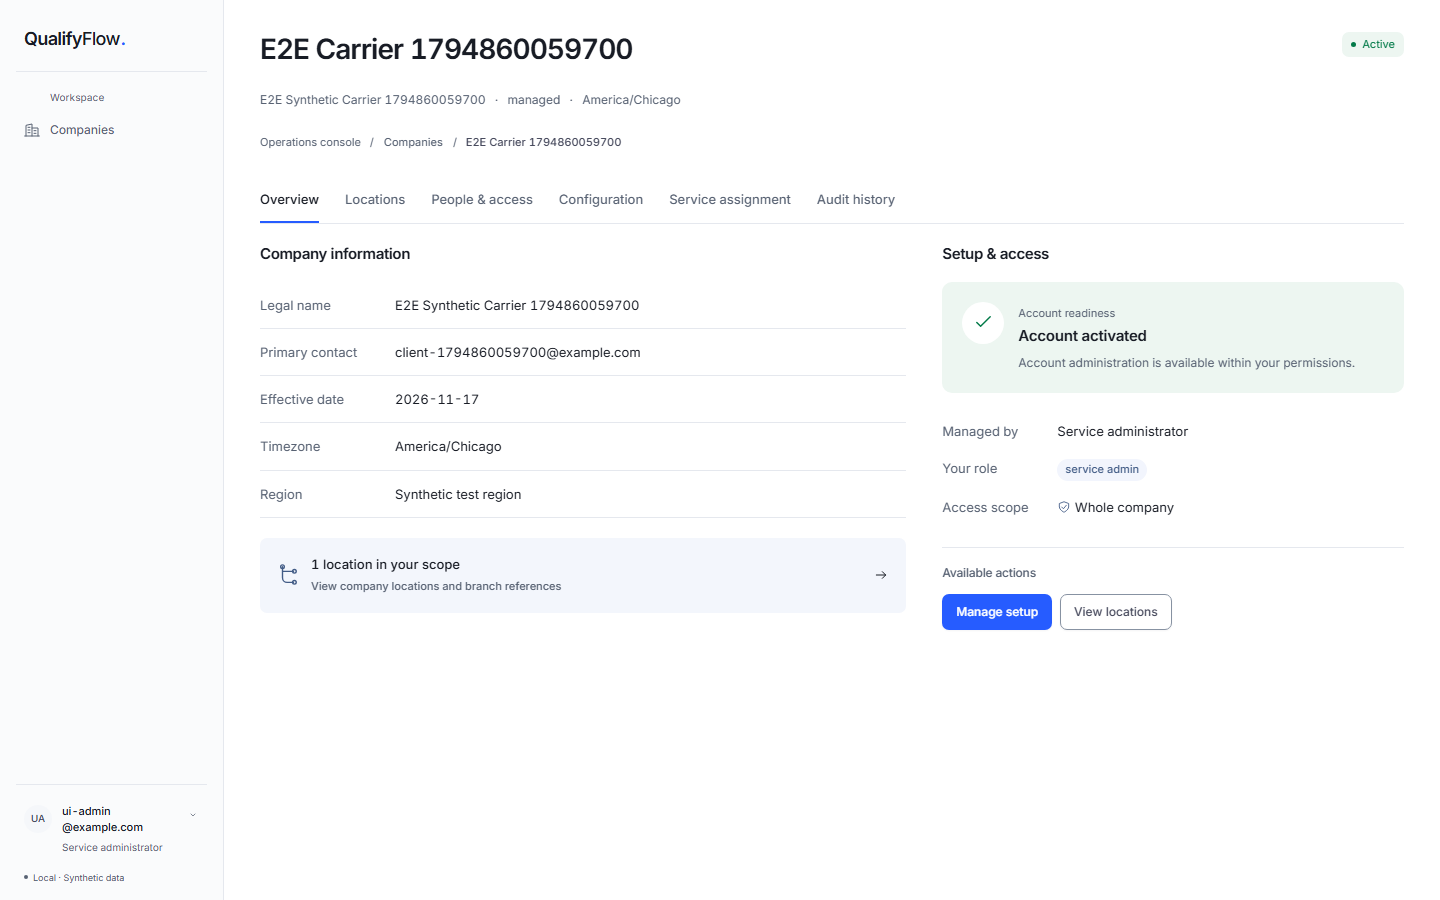 QualifyFlow.
Workspace
Companies
ui-admin
@example.com
UA
Service administrator
Local · Synthetic data
E2E Carrier 1794860059700
Active
E2E Synthetic Carrier 1794860059700 · managed · America/Chicago
Operations console / Companies / E2E Carrier 1794860059700
Overview Locations People & access Configuration Service assignment Audit history
Company information
Legal name E2E Synthetic Carrier 1794860059700
Primary contact client-1794860059700@example.com
Effective date 2026-11-17
Timezone America/Chicago
Region Synthetic test region
1 location in your scope
View company locations and branch references
Setup & access
Account readiness
Account activated
Account administration is available within your permissions.
Managed by Service administrator
Your role service admin
Access scope Whole company
Available actions
Manage setup View locations